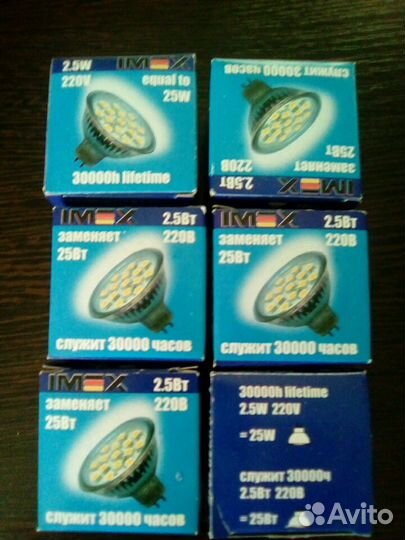 2.5W IMEX
220V equal to
25W
30000h lifetime
IMEX 2.5Вт
заменяет 220В
25Вт
служит 30000 часов
IMEX 2.5Вт
заменяет 220В
25Вт
служит 30000 часов
IMEX 2.5Вт
заменяет 220В
25Вт
служит 30000 часов
IMEX 2.5Вт
заменяет 220В
25Вт
служит 30000 часов
30000h lifetime
2.5W 220V
= 25W
служит 30000ч
2.5Вт 220В
= 25Вт
Avito